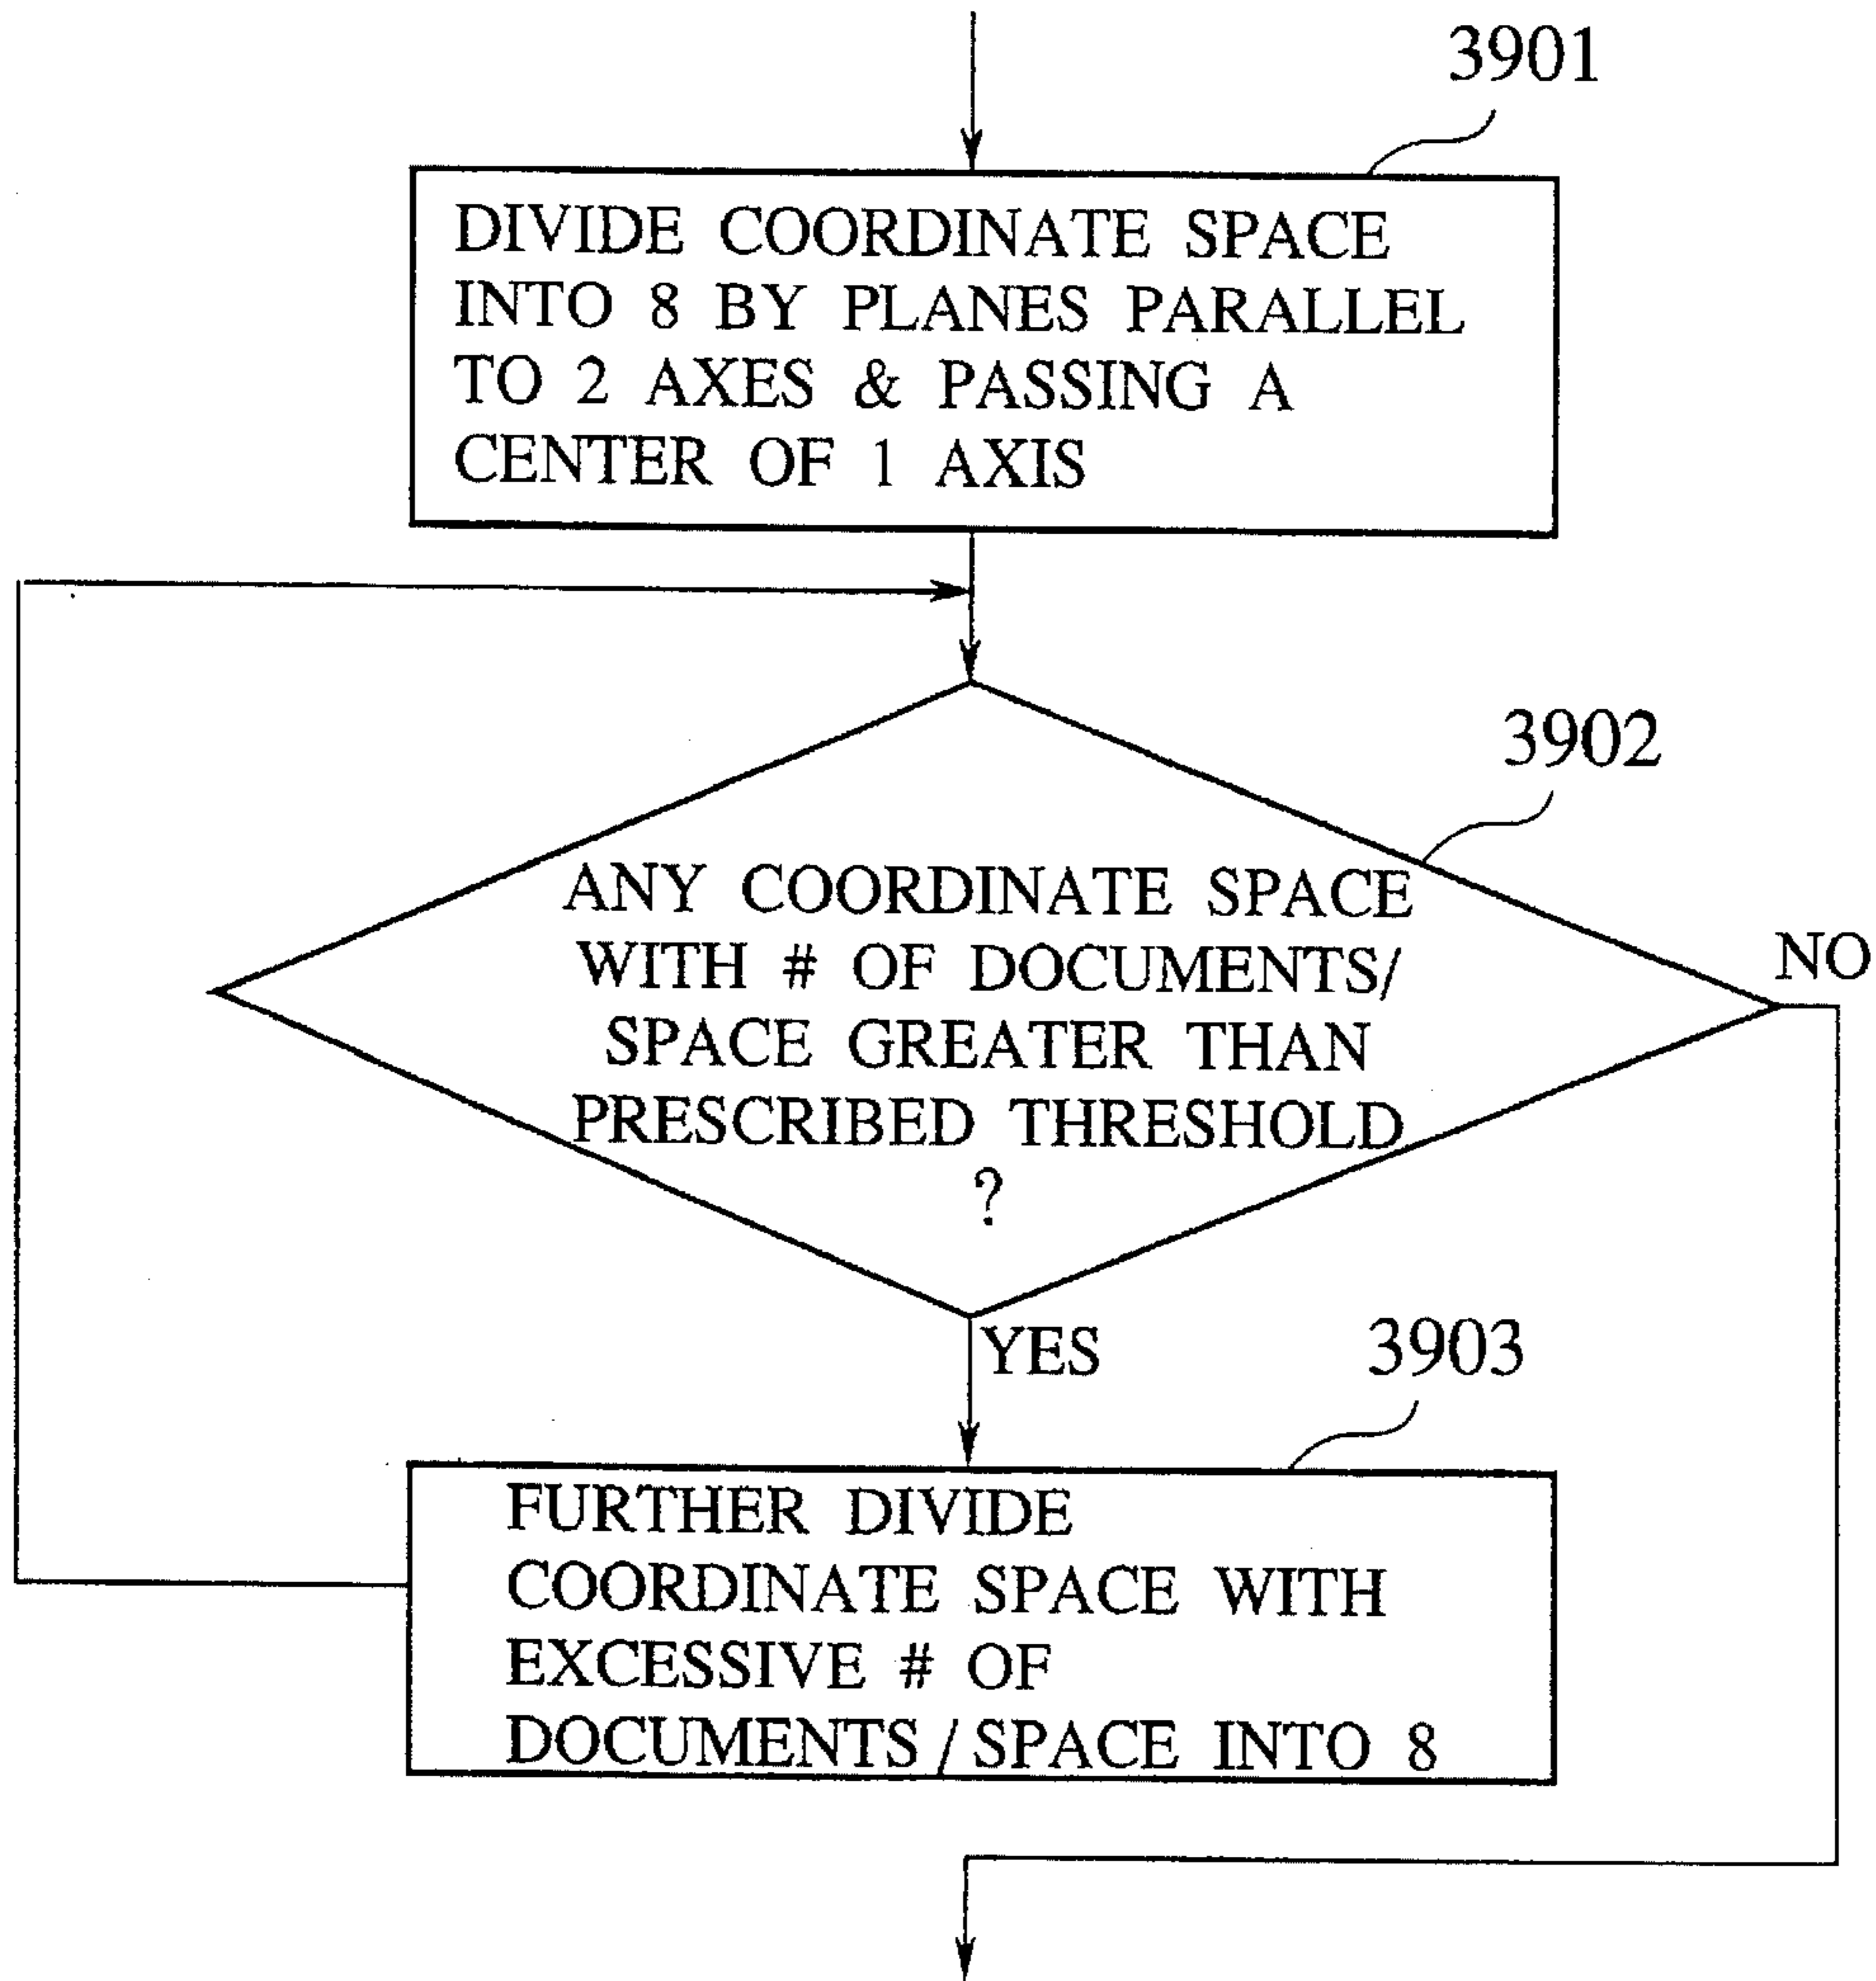 3901
DIVIDE COORDINATE SPACE
INTO 8 BY PLANES PARALLEL
TO 2 AXES & PASSING A
CENTER OF 1 AXIS
3902
ANY COORDINATE SPACE
WITH # OF DOCUMENTS/
SPACE GREATER THAN
PRESCRIBED THRESHOLD
?
NO
YES
3903
FURTHER DIVIDE
COORDINATE SPACE WITH
EXCESSIVE # OF
DOCUMENTS / SPACE INTO 8